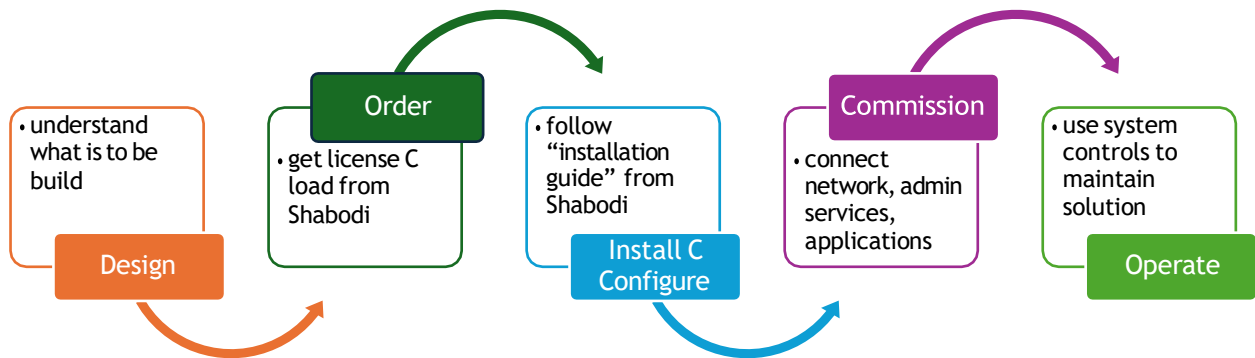 • understand
what is to be
build
Design
Order
• get license C
load from
Shabodi
• follow
“installation
guide” from
Shabodi
Install C
Configure
Commission
• connect
network, admin
services,
applications
• use system
controls to
maintain
solution
Operate